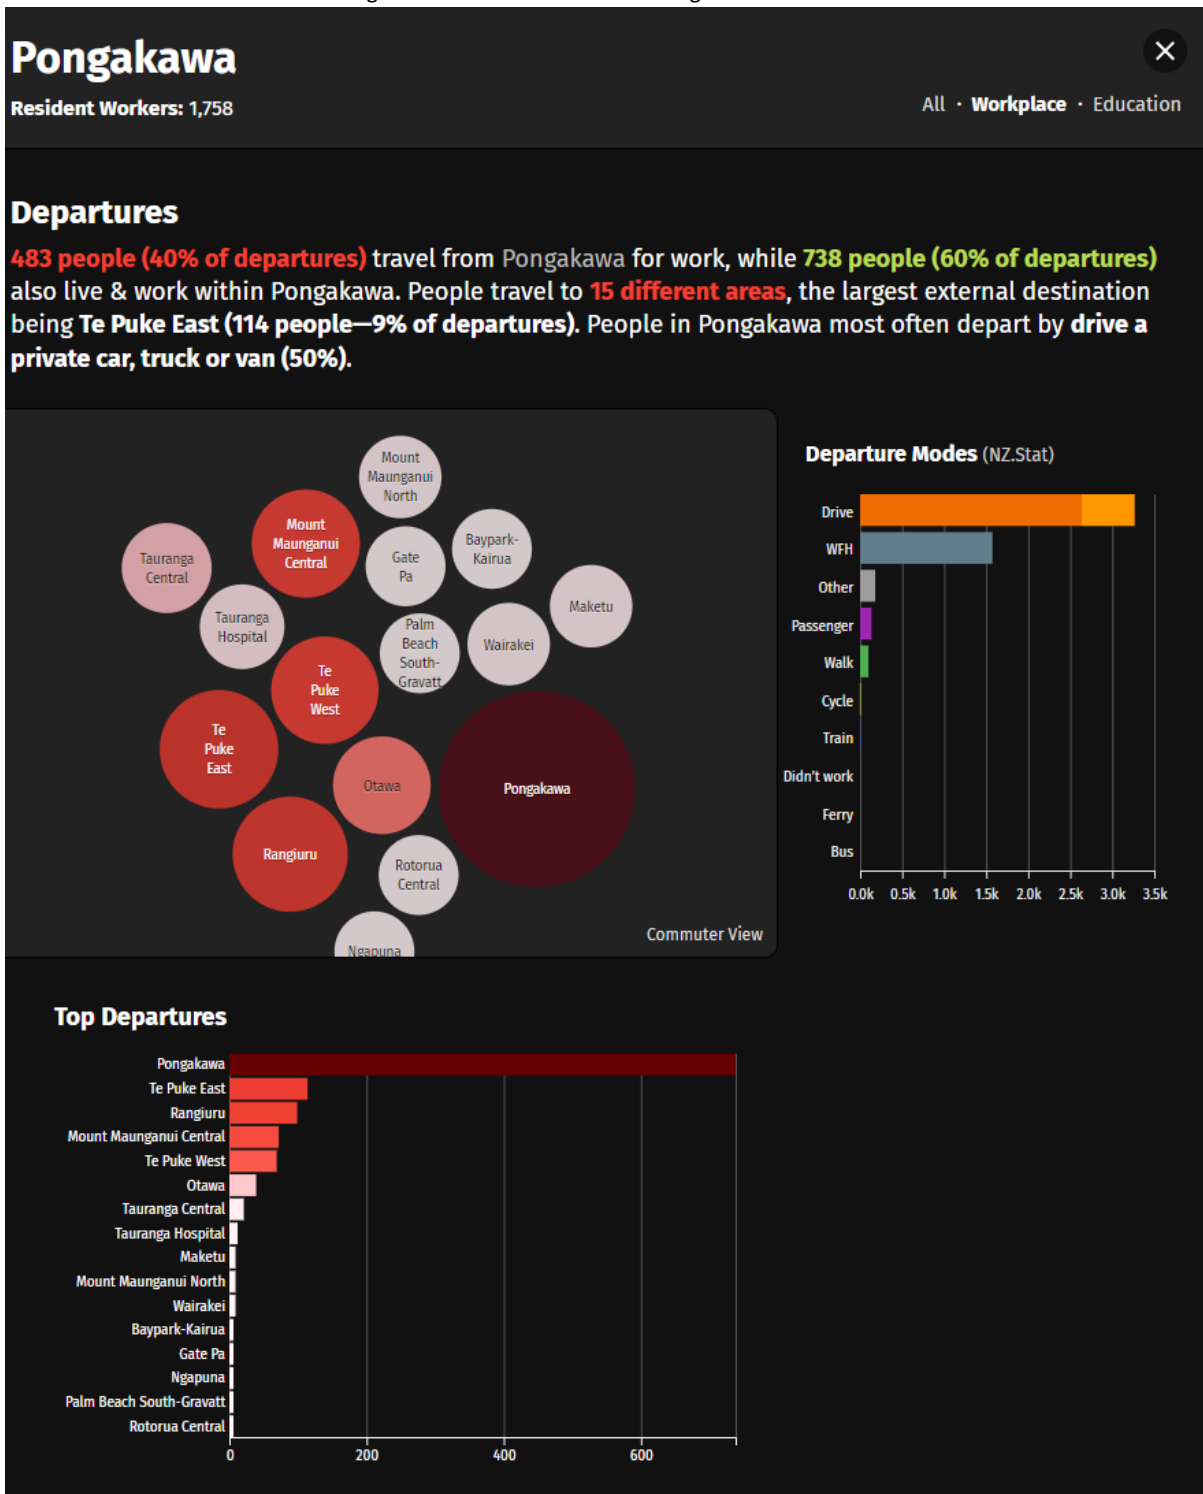 Pongakawa
Resident Workers: 1,758
All · Workplace · Education
Departures
483 people (40% of departures) travel from Pongakawa for work, while 738 people (60% of departures)
also live & work within Pongakawa. People travel to 15 different areas, the largest external destination
being Te Puke East (114 people—9% of departures). People in Pongakawa most often depart by drive a
private car, truck or van (50%).
Mount
Maunganui
North
Mount
Maunganui
Central
Gate
Pa
Baypark-
Kairua
Tauranga
Central
Tauranga
Hospital
Palm
Beach
South-
Gravatt
Wairakei
Maketu
Te
Puke
West
Te
Puke
East
Otawa
Pongakawa
Rangiuru
Rotorua
Central
Ngapuna
Commuter View
Departure Modes (NZ.Stat)
Drive
WFH
Other
Passenger
Walk
Cycle
Train
Didn't work
Ferry
Bus
0.0k 0.5k 1.0k 1.5k 2.0k 2.5k 3.0k 3.5k
Top Departures
Pongakawa
Te Puke East
Rangiuru
Mount Maunganui Central
Te Puke West
Otawa
Tauranga Central
Tauranga Hospital
Maketu
Mount Maunganui North
Wairakei
Baypark-Kairua
Gate Pa
Ngapuna
Palm Beach South-Gravatt
Rotorua Central
0 200 400 600